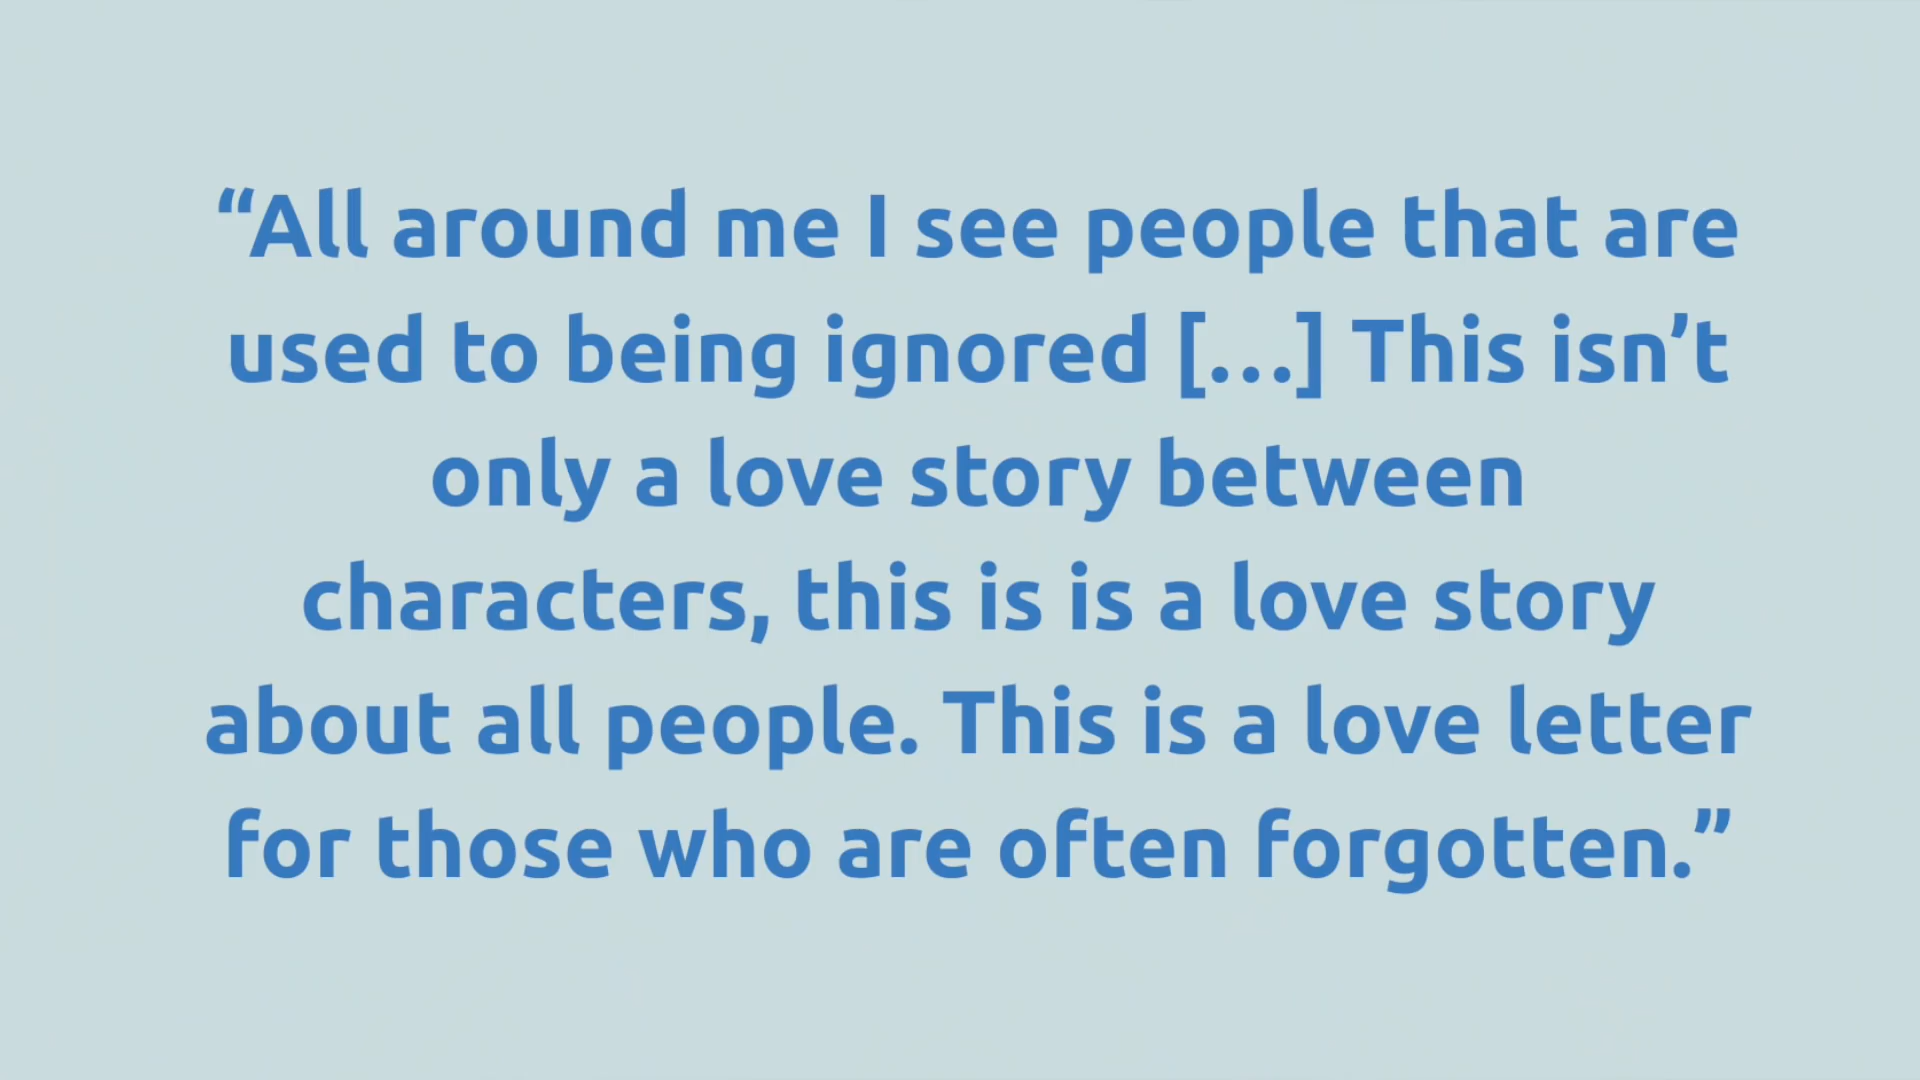 “All around me I see people that are
used to being ignored […] This isn’t
only a love story between
characters, this is is a love story
about all people. This is a love letter
for those who are often forgotten.”